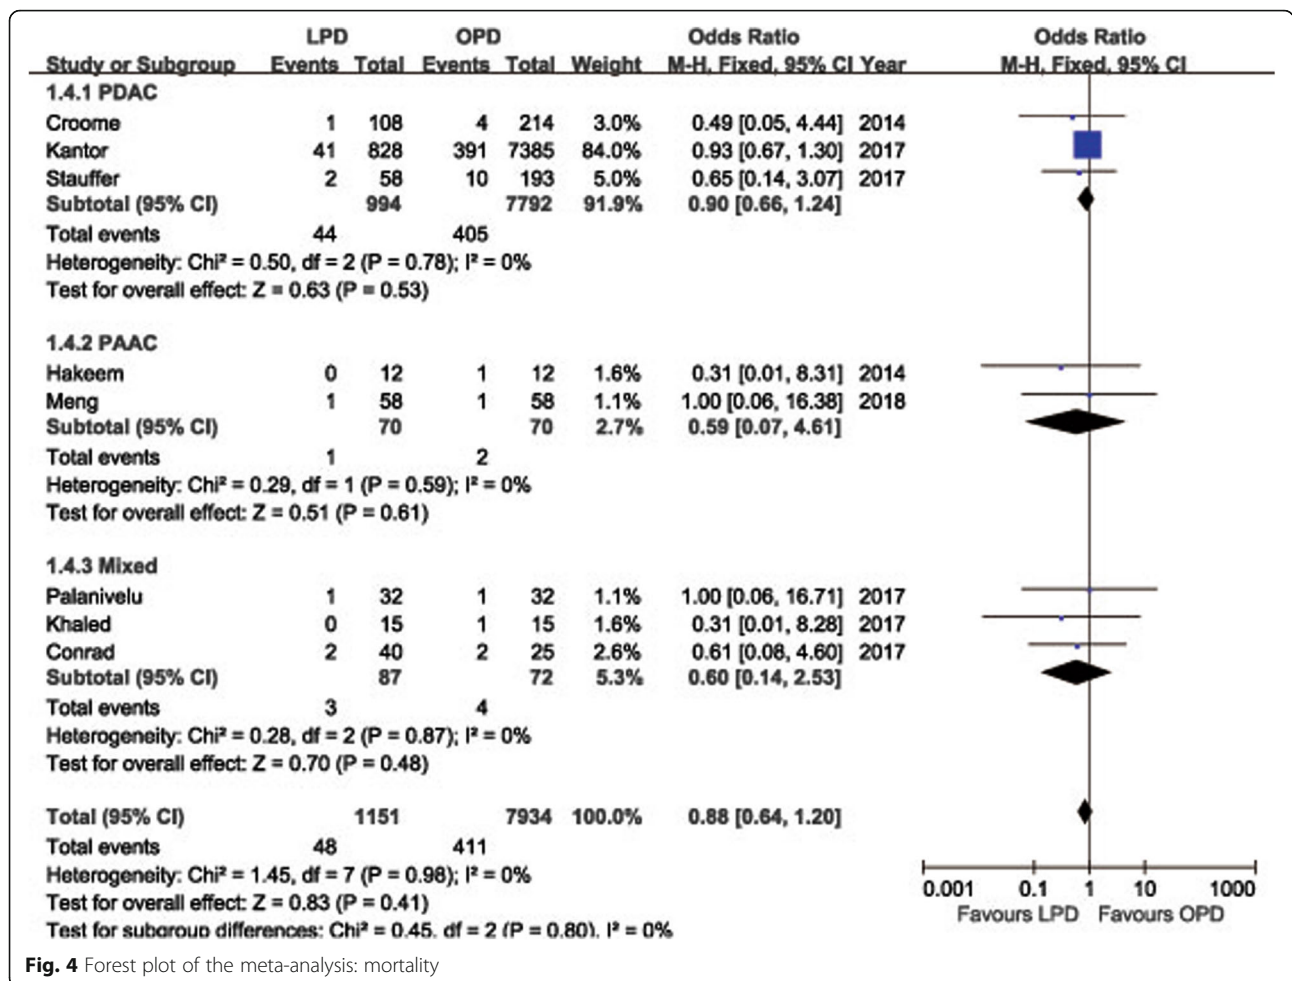 LPD OPD Odds Ratio Odds Ratio
Study or Subgroup Events Total Events Total Weight M-H, Fixed, 95% CI Year M-H, Fixed, 95% CI
1.4.1 PDAC
Croome 1 108 4 214 3.0% 0.49 [0.05, 4.44] 2014
Kantor 41 828 391 7385 84.0% 0.93 [0.67, 1.30] 2017
Stauffer 2 58 10 193 5.0% 0.65 [0.14, 3.07] 2017
Subtotal (95% CI) 994 7792 91.9% 0.90 [0.66, 1.24]
Total events 44 405
Heterogeneity: Chi² = 0.50, df = 2 (P = 0.78); I² = 0%
Test for overall effect: Z = 0.63 (P = 0.53)
1.4.2 PAAC
Hakeem 0 12 1 12 1.6% 0.31 [0.01, 8.31] 2014
Meng 1 58 1 58 1.1% 1.00 [0.06, 16.38] 2018
Subtotal (95% CI) 70 70 2.7% 0.59 [0.07, 4.61]
Total events 1 2
Heterogeneity: Chi² = 0.29, df = 1 (P = 0.59); I² = 0%
Test for overall effect: Z = 0.51 (P = 0.61)
1.4.3 Mixed
Palanivelu 1 32 1 32 1.1% 1.00 [0.06, 16.71] 2017
Khaled 0 15 1 15 1.6% 0.31 [0.01, 8.28] 2017
Conrad 2 40 2 25 2.6% 0.61 [0.08, 4.60] 2017
Subtotal (95% CI) 87 72 5.3% 0.60 [0.14, 2.53]
Total events 3 4
Heterogeneity: Chi² = 0.28, df = 2 (P = 0.87); I² = 0%
Test for overall effect: Z = 0.70 (P = 0.48)
Total (95% CI) 1151 7934 100.0% 0.88 [0.64, 1.20]
Total events 48 411
Heterogeneity: Chi² = 1.45, df = 7 (P = 0.98); I² = 0%
Test for overall effect: Z = 0.83 (P = 0.41)
Test for subgroup differences: Chi² = 0.45, df = 2 (P = 0.80), I² = 0%
0.001 0.1 1 10 1000
Favours LPD Favours OPD
Fig. 4 Forest plot of the meta-analysis: mortality